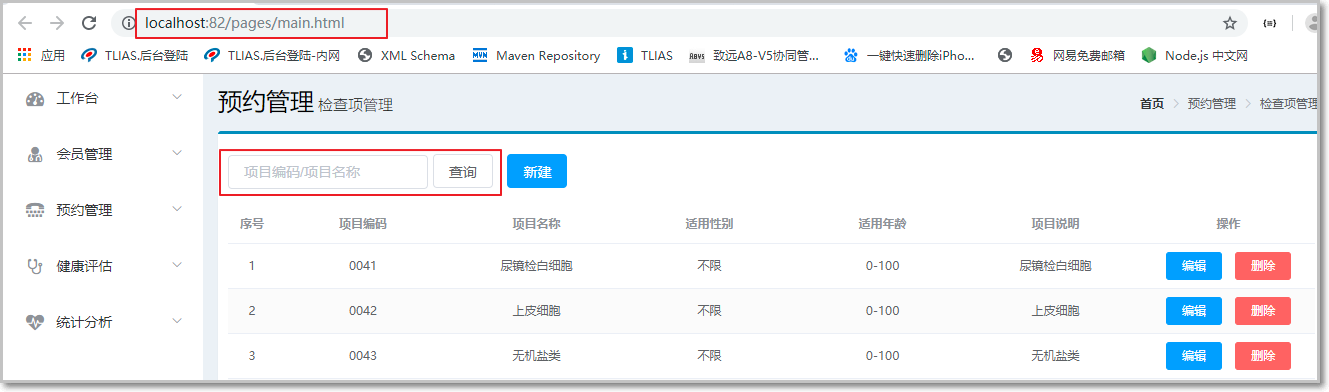 localhost:82/pages/main.html
应用 TLIAS.后台登陆 TLIAS.后台登陆-内网 XML Schema Maven Repository TLIAS 致远A8-V5协同管... 一键快速删除iPho... 网易免费邮箱 Node.js 中文网
工作台
会员管理
预约管理
健康评估
统计分析
预约管理 检查项管理
首页 > 预约管理 > 检查项管理
项目编码/项目名称 查询 新建
序号 项目编码 项目名称 适用性别 适用年龄 项目说明 操作
1 0041 尿镜检白细胞 不限 0-100 尿镜检白细胞 编辑 删除
2 0042 上皮细胞 不限 0-100 上皮细胞 编辑 删除
3 0043 无机盐类 不限 0-100 无机盐类 编辑 删除